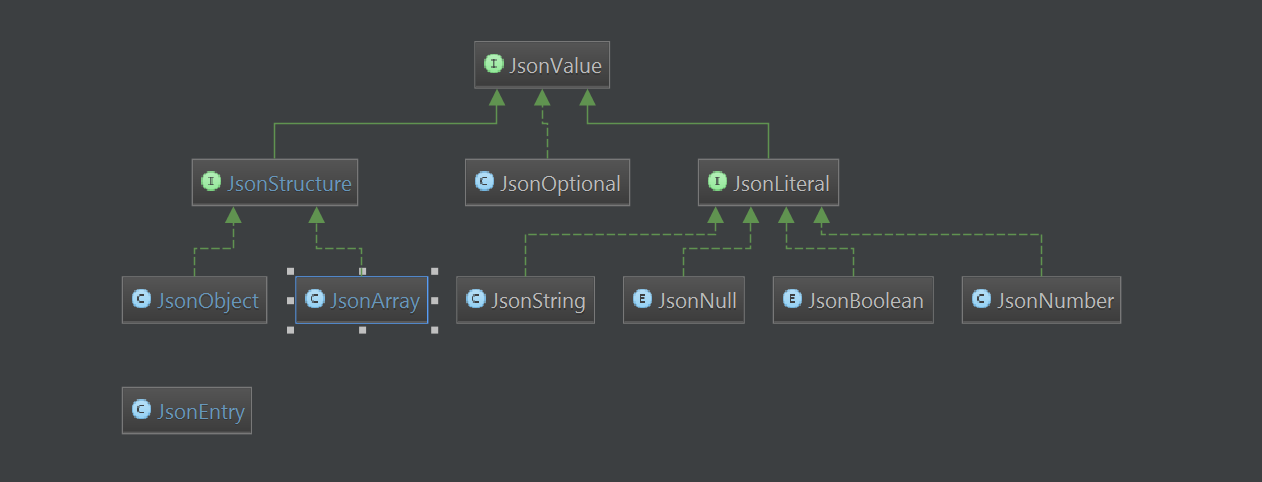 I JsonValue
I JsonStructure
C JsonOptional
I JsonLiteral
C JsonObject
C JsonArray
C JsonString
E JsonNull
E JsonBoolean
C JsonNumber
C JsonEntry